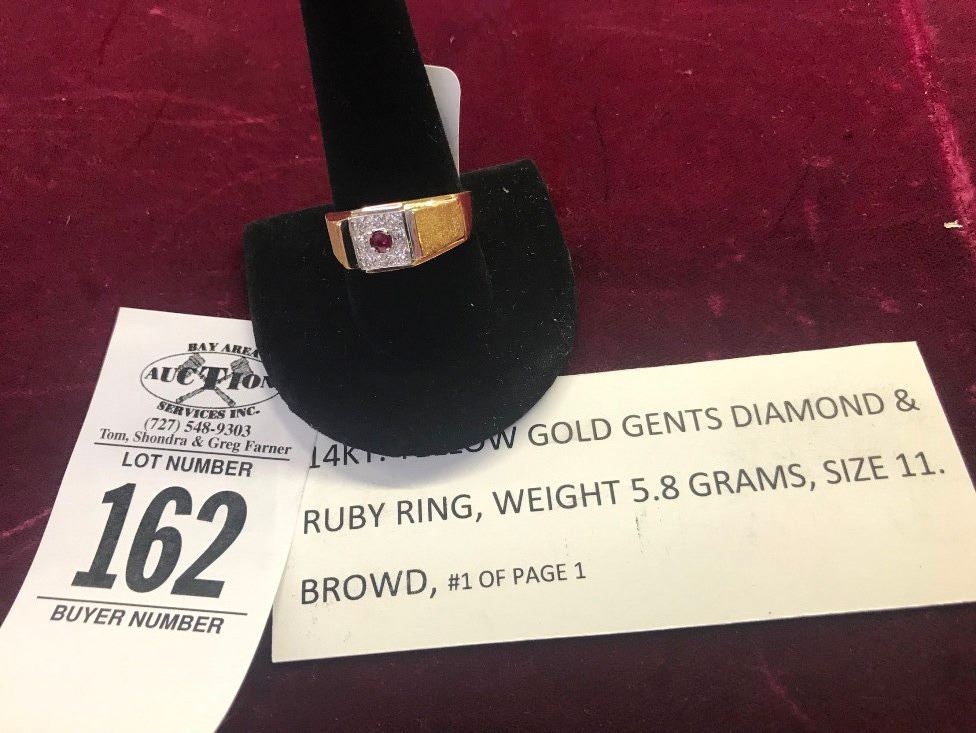 BAY AREA
AUCTION
SERVICES INC.
(727) 548-9303
Tom, Shondra & Greg Farner
LOT NUMBER
162
BUYER NUMBER
14KT. YELLOW GOLD GENTS DIAMOND &
RUBY RING, WEIGHT 5.8 GRAMS, SIZE 11.
BROWD, #1 OF PAGE 1